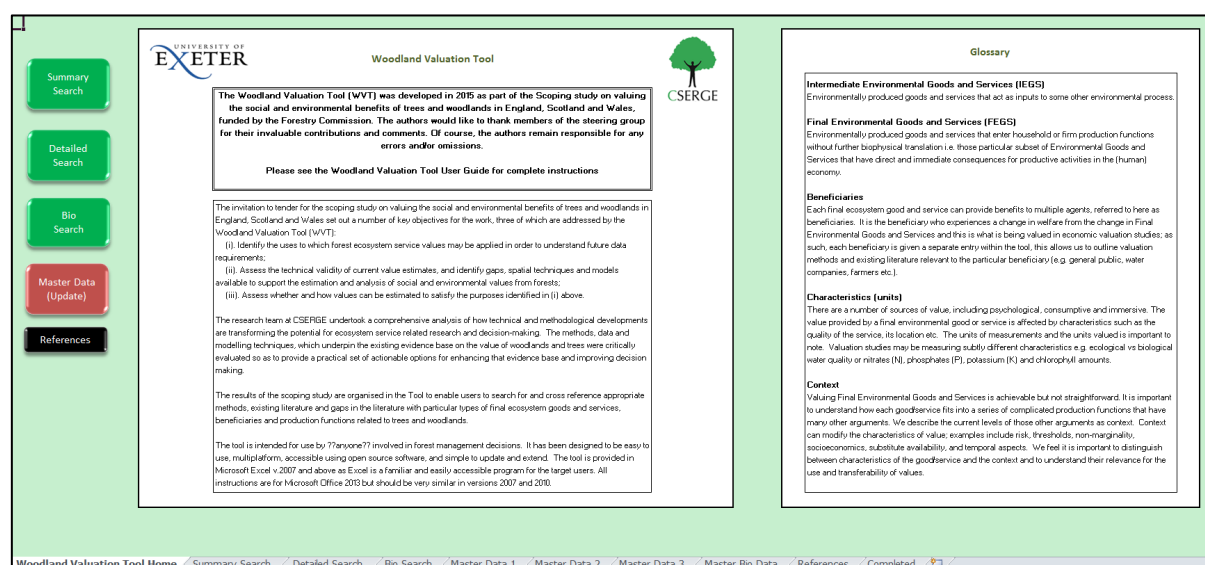 Summary
Search
Detailed
Search
Bio
Search
Master Data
(Update)
References
UNIVERSITY OF
EXETER
Woodland Valuation Tool
CSERGE
The Woodland Valuation Tool (WVT) was developed in 2015 as part of the Scoping study on valuing
the social and environmental benefits of trees and woodlands in England, Scotland and Wales,
funded by the Forestry Commission. The authors would like to thank members of the steering group
for their invaluable contributions and comments. Of course, the authors remain responsible for any
errors and/or omissions.
Please see the Woodland Valuation Tool User Guide for complete instructions
The invitation to tender for the scoping study on valuing the social and environmental benefits of trees and woodlands in
England, Scotland and Wales set out a number of key objectives for the work, three of which are addressed by the
Woodland Valuation Tool (WVT):
(i). Identify the uses to which forest ecosystem service values may be applied in order to understand future data
requirements;
(ii). Assess the technical validity of current value estimates, and identify gaps, spatial techniques and models
available to support the estimation and analysis of social and environmental values from forests;
(iii). Assess whether and how values can be estimated to satisfy the purposes identified in (i) above.
The research team at CSERGE undertook a comprehensive analysis of how technical and methodological developments
are transforming the potential for ecosystem service related research and decision-making. The methods, data and
modelling techniques, which underpin the existing evidence base on the value of woodlands and trees were critically
evaluated so as to provide a practical set of actionable options for enhancing that evidence base and improving decision
making.
The results of the scoping study are organised in the Tool to enable users to search for and cross reference appropriate
methods, existing literature and gaps in the literature with particular types of final ecosystem goods and services,
beneficiaries and production functions related to trees and woodlands.
The tool is intended for use by ??anyone?? involved in forest management decisions. It has been designed to be easy to
use, multiplatform, accessible using open source software, and simple to update and extend. The tool is provided in
Microsoft Excel v.2007 and above as Excel is a familiar and easily accessible program for the target users. All
instructions are for Microsoft Office 2013 but should be very similar in versions 2007 and 2010.
Glossary
Intermediate Environmental Goods and Services (IEGS)
Environmentally produced goods and services that act as inputs to some other environmental process.
Final Environmental Goods and Services (FEGS)
Environmentally produced goods and services that enter household or firm production functions
without further biophysical translation i.e. those particular subset of Environmental Goods and
Services that have direct and immediate consequences for productive activities in the (human)
economy.
Beneficiaries
Each final ecosystem good and service can provide benefits to multiple agents, referred to here as
beneficiaries. It is the beneficiary who experiences a change in welfare from the change in Final
Environmental Goods and Services and this is what is being valued in economic valuation studies; as
such, each beneficiary is given a separate entry within the tool, this allows us to outline valuation
methods and existing literature relevant to the particular beneficiary (e.g. general public, water
companies, farmers etc.).
Characteristics (units)
There are a number of sources of value, including psychological, consumptive and immersive. The
value provided by a final environmental good or service is affected by characteristics such as the
quality of the service, its location etc. The units of measurements and the units valued is important to
note. Valuation studies may be measuring subtly different characteristics e.g. ecological vs biological
water quality or nitrates (N), phosphates (P), potassium (K) and chlorophyll amounts.
Context
Valuing Final Environmental Goods and Services is achievable but not straightforward. It is important
to understand how each good/service fits into a series of complicated production functions that have
many other arguments. We describe the current levels of those other arguments as context. Context
can modify the characteristics of value; examples include risk, thresholds, non-marginality,
socioeconomics, substitute availability, and temporal aspects. We feel it is important to distinguish
between characteristics of the good/service and the context and to understand their relevance for the
use and transferability of values.
Woodland Valuation Tool Home Summary Search Detailed Search Bio Search Master Data 1 Master Data 2 Master Data 3 Master Bio Data References Completed